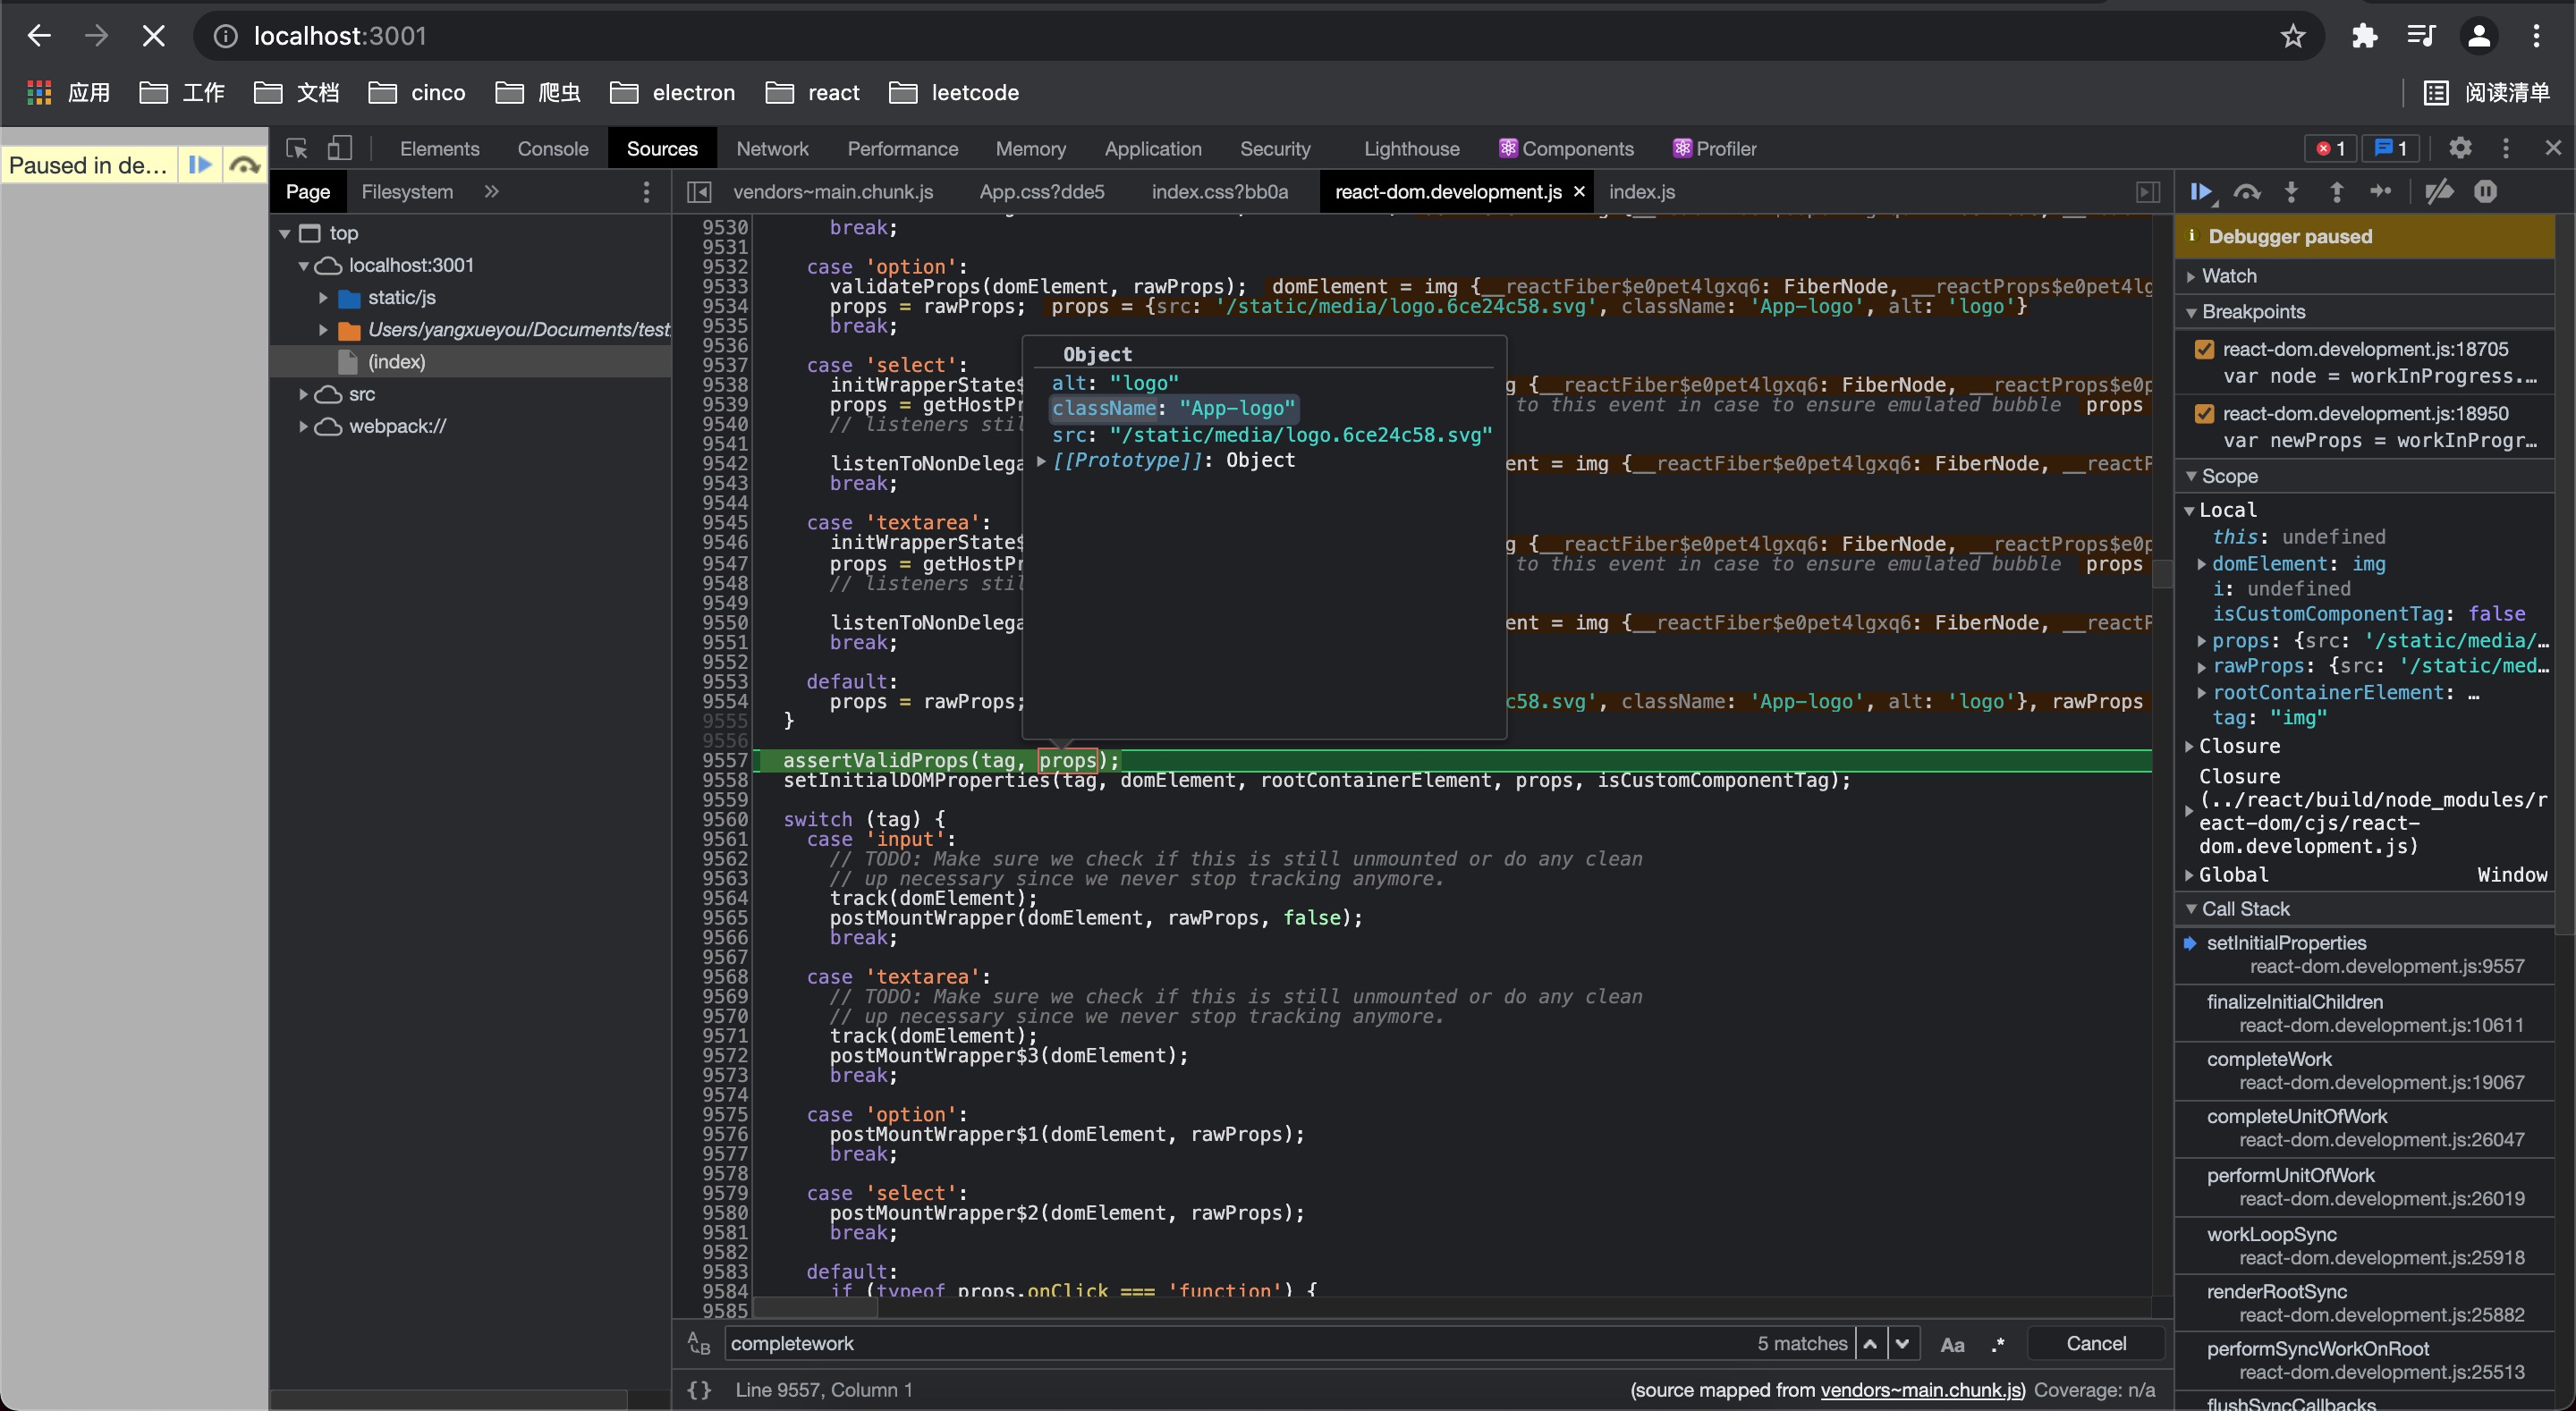 localhost:3001
应用 工作 文档 cinco 爬虫 electron react leetcode 阅读清单
Paused in de...
Elements Console Sources Network Performance Memory Application Security Lighthouse Components Profiler 1 1
Page Filesystem »
top
localhost:3001
static/js
Users/yangxueyou/Documents/test
(index)
src
webpack://
vendors~main.chunk.js App.css?dde5 index.css?bb0a react-dom.development.js × index.js
9530 break;
9531
9532 case 'option':
9533 validateProps(domElement, rawProps); domElement = img {__reactFiber$e0pet4lgxq6: FiberNode, __reactProps$e0pet4lg
9534 props = rawProps; props = {src: '/static/media/logo.6ce24c58.svg', className: 'App-logo', alt: 'logo'}
9535 break;
9536
9537 case 'select':
9538 initWrapperState$ g {__reactFiber$e0pet4lgxq6: FiberNode, __reactProps$e0p
9539 props = getHostPr to this event in case to ensure emulated bubble props
9540 // listeners stil
9541
9542 listenToNonDelega ent = img {__reactFiber$e0pet4lgxq6: FiberNode, __reactP
9543 break;
9544
9545 case 'textarea':
9546 initWrapperState$ g {__reactFiber$e0pet4lgxq6: FiberNode, __reactProps$e0p
9547 props = getHostPr to this event in case to ensure emulated bubble props
9548 // listeners stil
9549
9550 listenToNonDelega ent = img {__reactFiber$e0pet4lgxq6: FiberNode, __reactP
9551 break;
9552
9553 default:
9554 props = rawProps; c58.svg', className: 'App-logo', alt: 'logo'}, rawProps
9555 }
9556
9557 assertValidProps(tag, props);
9558 setInitialDOMProperties(tag, domElement, rootContainerElement, props, isCustomComponentTag);
9559
9560 switch (tag) {
9561 case 'input':
9562 // TODO: Make sure we check if this is still unmounted or do any clean
9563 // up necessary since we never stop tracking anymore.
9564 track(domElement);
9565 postMountWrapper(domElement, rawProps, false);
9566 break;
9567
9568 case 'textarea':
9569 // TODO: Make sure we check if this is still unmounted or do any clean
9570 // up necessary since we never stop tracking anymore.
9571 track(domElement);
9572 postMountWrapper$3(domElement);
9573 break;
9574
9575 case 'option':
9576 postMountWrapper$1(domElement, rawProps);
9577 break;
9578
9579 case 'select':
9580 postMountWrapper$2(domElement, rawProps);
9581 break;
9582
9583 default:
9584 if (typeof props.onClick === 'function') {
9585
Object
alt: "logo"
className: "App-logo"
src: "/static/media/logo.6ce24c58.svg"
[[Prototype]]: Object
completework 5 matches Aa .* Cancel
{} Line 9557, Column 1 (source mapped from vendors~main.chunk.js) Coverage: n/a
Debugger paused
Watch
Breakpoints
react-dom.development.js:18705
var node = workInProgress.…
react-dom.development.js:18950
var newProps = workInProgr…
Scope
Local
this: undefined
domElement: img
i: undefined
isCustomComponentTag: false
props: {src: '/static/media/…
rawProps: {src: '/static/med…
rootContainerElement: …
tag: "img"
Closure
Closure
(../react/build/node_modules/r
eact-dom/cjs/react-
dom.development.js)
Global Window
Call Stack
setInitialProperties
react-dom.development.js:9557
finalizeInitialChildren
react-dom.development.js:10611
completeWork
react-dom.development.js:19067
completeUnitOfWork
react-dom.development.js:26047
performUnitOfWork
react-dom.development.js:26019
workLoopSync
react-dom.development.js:25918
renderRootSync
react-dom.development.js:25882
performSyncWorkOnRoot
react-dom.development.js:25513
flushSyncCallbacks